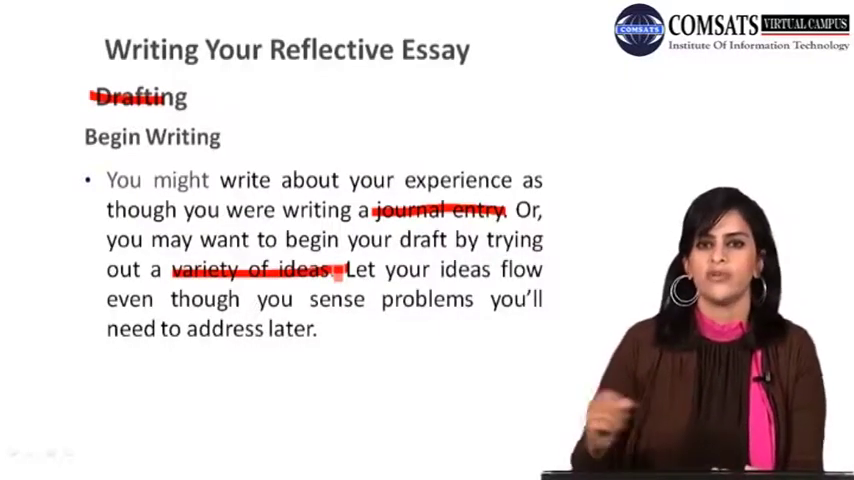 Writing Your Reflective Essay
COMSATS VIRTUAL CAMPUS
Institute Of Information Technology
COMSATS
Drafting
Begin Writing
• You might write about your experience as
though you were writing a journal entry. Or,
you may want to begin your draft by trying
out a variety of ideas. Let your ideas flow
even though you sense problems you'll
need to address later.